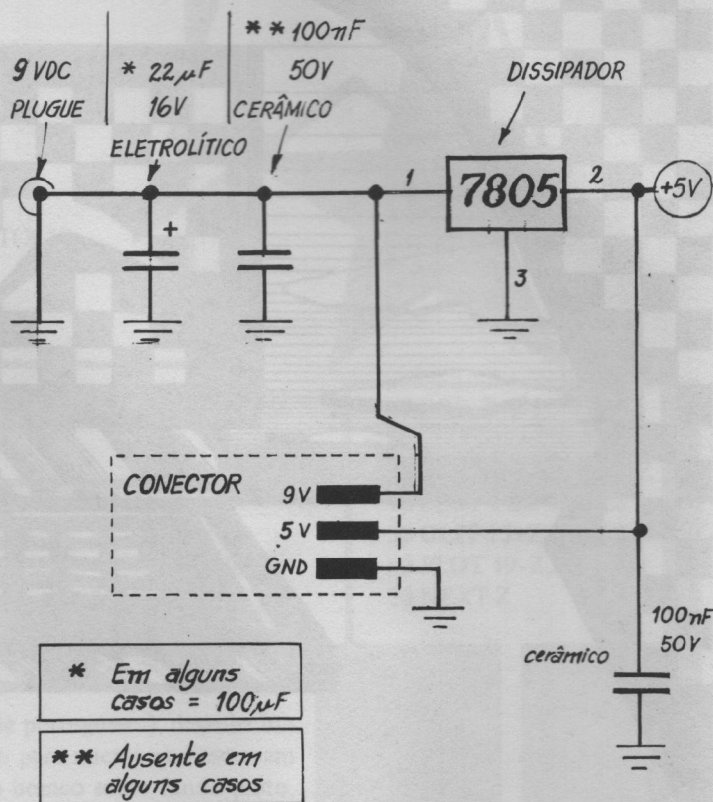 9 VDC
PLUGUE
* 22µF
16V
ELETROLÍTICO
* * 100nF
50V
CERÂMICO
DISSIPADOR
+
1
7805
2
+5V
3
CONECTOR
9V
5V
GND
100nF
50V
cerâmico
* Em alguns
casos = 100µF
* * Ausente em
alguns casos